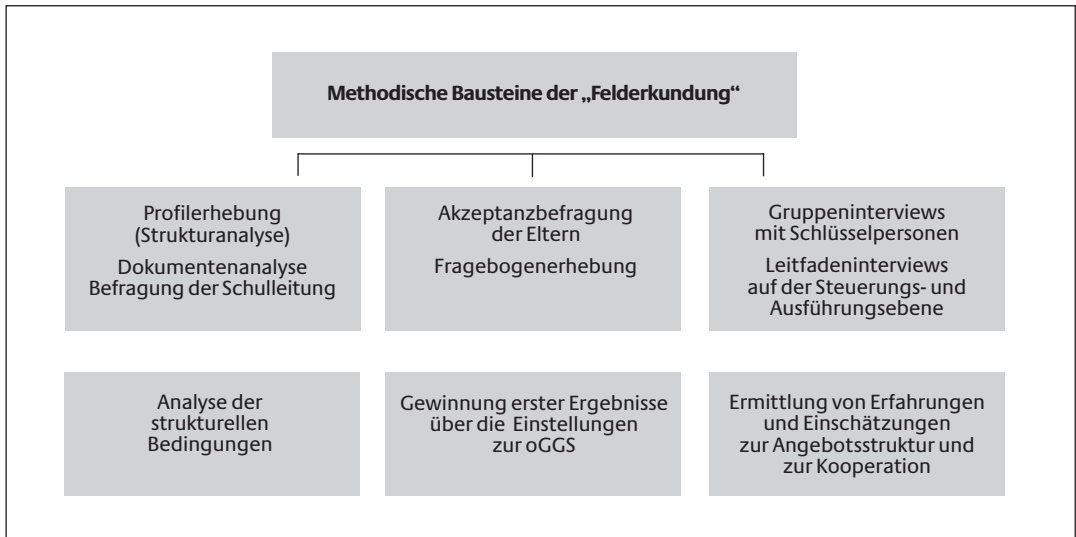 Methodische Bausteine der „Felderkundung“
Profilerhebung
(Strukturanalyse)
Dokumentenanalyse
Befragung der Schulleitung
Akzeptanzbefragung
der Eltern
Fragebogenerhebung
Gruppeninterviews
mit Schlüsselpersonen
Leitfadeninterviews
auf der Steuerungs- und
Ausführungsebene
Analyse der
strukturellen
Bedingungen
Gewinnung erster Ergebnisse
über die Einstellungen
zur oGGS
Ermittlung von Erfahrungen
und Einschätzungen
zur Angebotsstruktur und
zur Kooperation